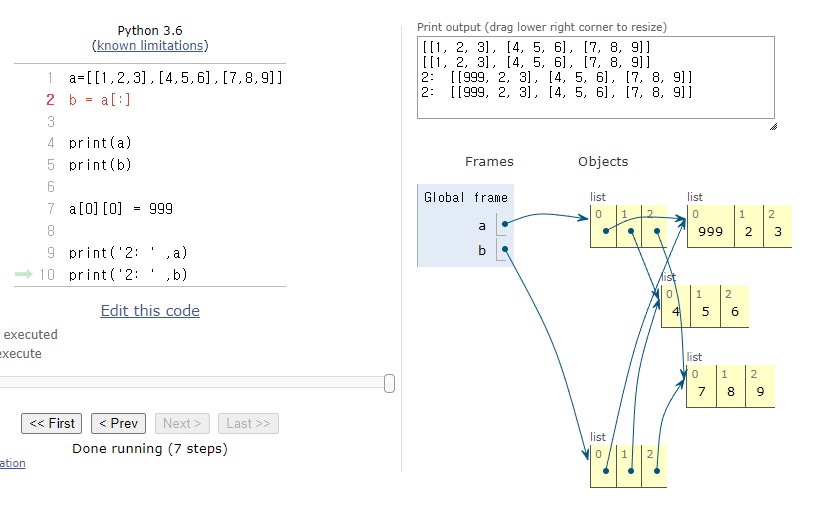 Python 3.6
(known limitations)
1 a=[[1,2,3],[4,5,6],[7,8,9]]
2 b = a[:]
3
4 print(a)
5 print(b)
6
7 a[0][0] = 999
8
9 print('2: ' ,a)
10 print('2: ' ,b)
Edit this code
executed
execute
<< First < Prev Next > Last >>
Done running (7 steps)
ation
Print output (drag lower right corner to resize)
[[1, 2, 3], [4, 5, 6], [7, 8, 9]]
[[1, 2, 3], [4, 5, 6], [7, 8, 9]]
2:  [[999, 2, 3], [4, 5, 6], [7, 8, 9]]
2:  [[999, 2, 3], [4, 5, 6], [7, 8, 9]]
Frames Objects
Global frame
a
b
list
0 1 2
list
0 1 2
999 2 3
list
0 1 2
4 5 6
list
0 1 2
7 8 9
list
0 1 2